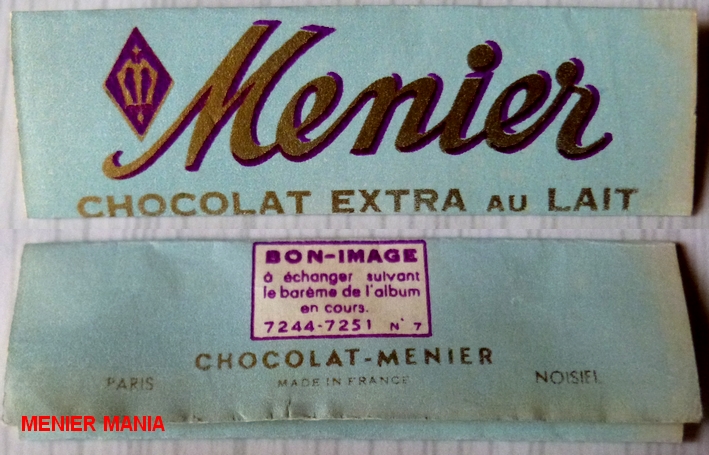 Menier
CHOCOLAT EXTRA AU LAIT
BON-IMAGE
à échanger suivant
le barème de l'album
en cours.
7244-7251 N° 7
CHOCOLAT-MENIER
MADE IN FRANCE
PARIS NOISIEL
MENIER MANIA